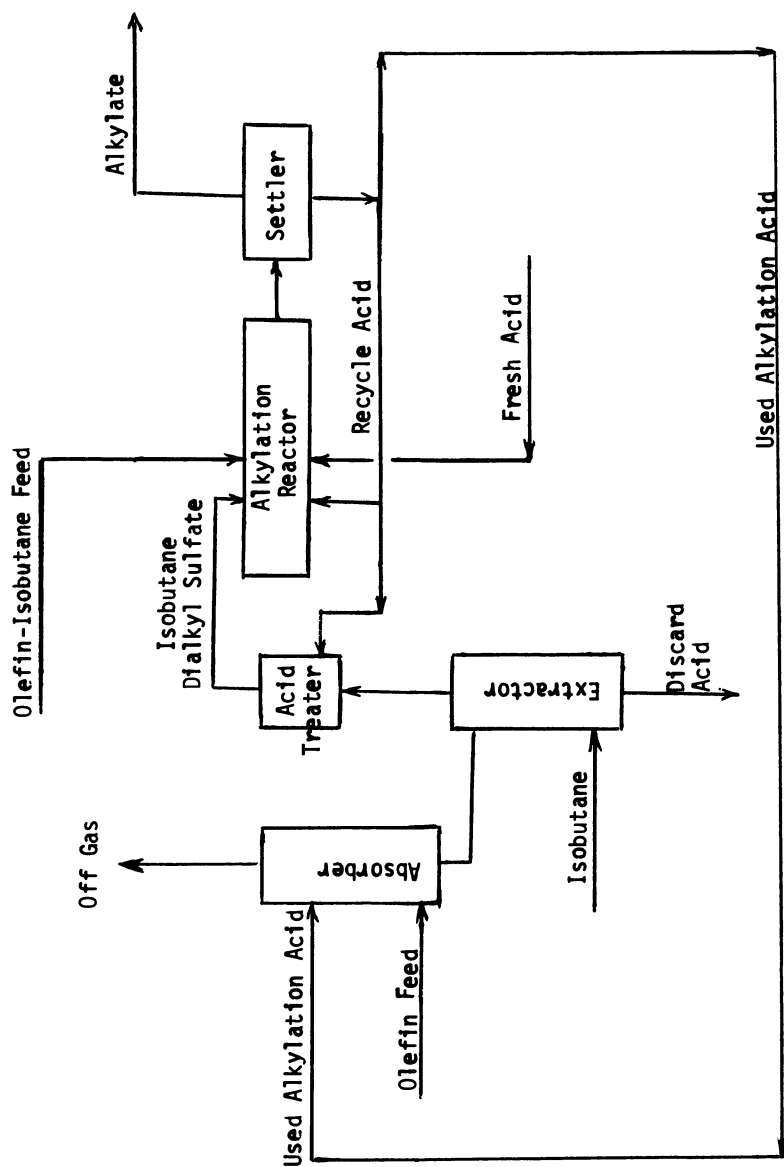 Olefin-Isobutane Feed
Alkylate
Off Gas
Isobutane
Dialkyl Sulfate
Alkylation
Reactor
Settler
Acid
Treater
Recycle Acid
Absorber
Used Alkylation Acid
Olefin Feed
Extractor
Fresh Acid
Isobutane
Discard
Acid
Used Alkylation Acid